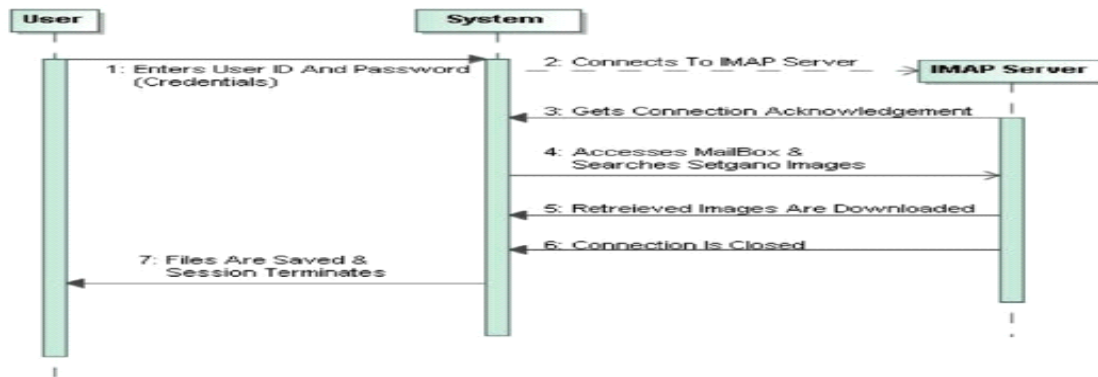 User
System
1: Enters User ID And Password
(Credentials)
2: Connects To IMAP Server
IMAP Server
3: Gets Connection Acknowledgement
4: Accesses MailBox &
Searches Setgano Images
5: Retreieved Images Are Downloaded
6: Connection Is Closed
7: Files Are Saved &
Session Terminates